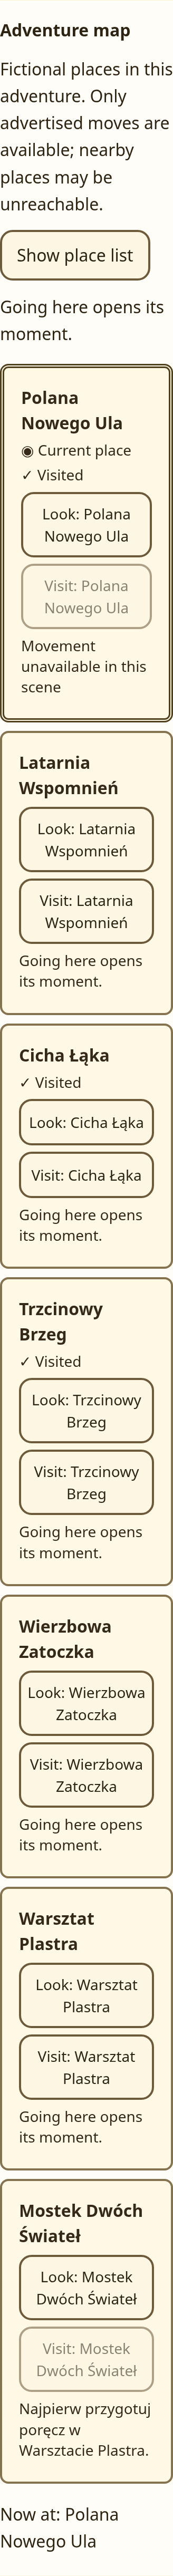 Adventure map
Fictional places in this
adventure. Only
advertised moves are
available; nearby
places may be
unreachable.
Show place list
Going here opens its
moment.
Polana
Nowego Ula
◉ Current place
✓ Visited
Look: Polana
Nowego Ula
Visit: Polana
Nowego Ula
Movement
unavailable in this
scene
Latarnia
Wspomnień
Look: Latarnia
Wspomnień
Visit: Latarnia
Wspomnień
Going here opens
its moment.
Cicha Łąka
✓ Visited
Look: Cicha Łąka
Visit: Cicha Łąka
Going here opens
its moment.
Trzcinowy
Brzeg
✓ Visited
Look: Trzcinowy
Brzeg
Visit: Trzcinowy
Brzeg
Going here opens
its moment.
Wierzbowa
Zatoczka
Look: Wierzbowa
Zatoczka
Visit: Wierzbowa
Zatoczka
Going here opens
its moment.
Warsztat
Plastra
Look: Warsztat
Plastra
Visit: Warsztat
Plastra
Going here opens
its moment.
Mostek Dwóch
Świateł
Look: Mostek
Dwóch Świateł
Visit: Mostek
Dwóch Świateł
Najpierw przygotuj
poręcz w
Warsztacie Plastra.
Now at: Polana
Nowego Ula